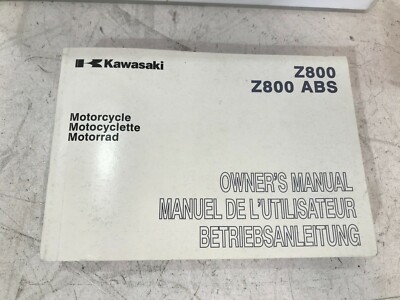 Kawasaki
Z800
Z800 ABS
Motorcycle
Motocyclette
Motorrad
OWNER'S MANUAL
MANUEL DE L'UTILISATEUR
BETRIEBSANLEITUNG